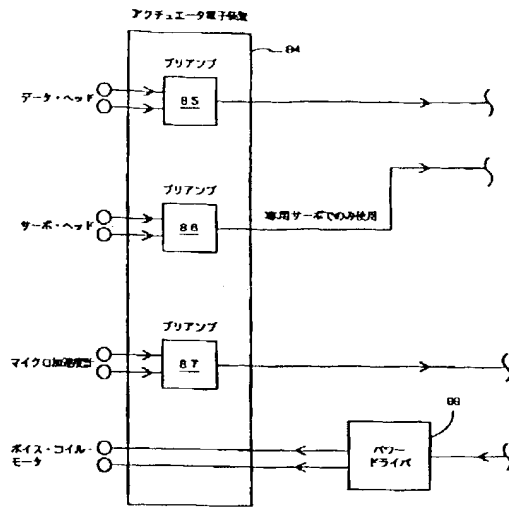 アクチュエータ電子装置
84
プリアンプ
データ・ヘッド
85
プリアンプ
サーボ・ヘッド
86
専用サーボでのみ使用
プリアンプ
マイクロ加速度計
87
88
ボイス・コイル・
モータ
パワー
ドライバ